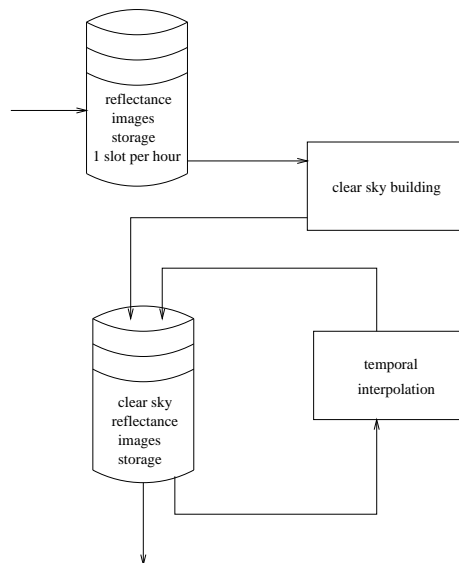 reflectance
images
storage
1 slot per hour
clear sky building
temporal
interpolation
clear sky
reflectance
images
storage